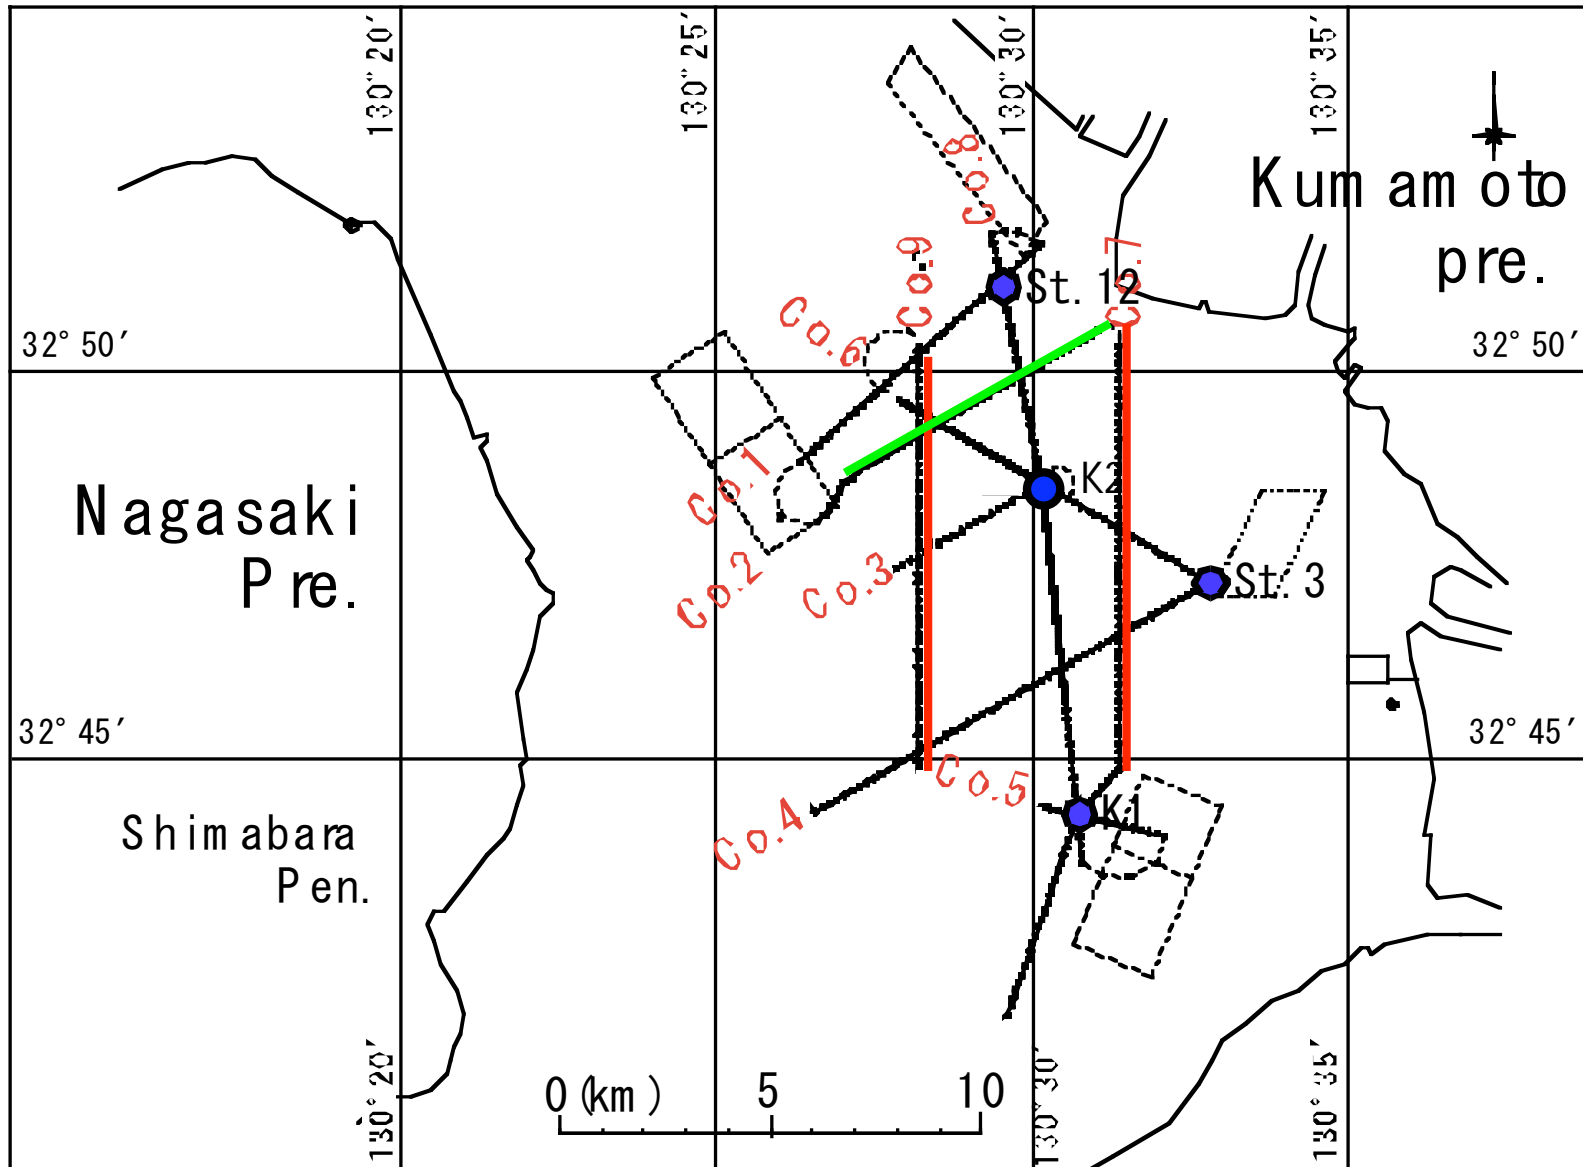 130° 20′
130° 25′
130° 30′
130° 35′
Kumamoto
pre.
Co.8
Co.9
Co.7
St. 12
Co.6
32° 50′
32° 50′
Co.1
K2
Nagasaki
Pre.
Co.2
Co.3
St. 3
32° 45′
32° 45′
Co.5
Co.4
K1
Shimabara
Pen.
130° 20′
130° 30′
130° 35′
0 (km) 5 10